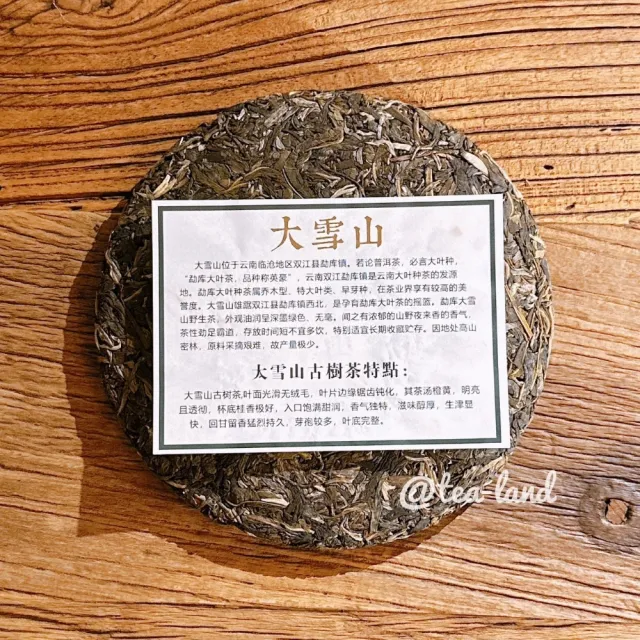 大雪山
大雪山位于云南临沧地区双江县勐库镇。若论普洱茶，必言大叶种，
“勐库大叶茶，品种称英豪”，云南双江勐库镇是云南大叶种茶的发源
地。勐库大叶种茶属乔木型，特大叶类，早芽种，在茶业界享有较高的美
誉度。大雪山雄踞双江县勐库镇西北，是孕育勐库大叶茶的摇篮。勐库大雪
山野生茶，外观油润呈深墨绿色、无毫。闻之有浓郁的山野夜来香的香气，
茶性劲足霸道，存放时间短不宜多饮，特别适宜长期收藏贮存。因地处高山
密林，原料采摘艰难，故产量极少。
大雪山古樹茶特點：
大雪山古树茶,叶面光滑无绒毛，叶片边缘锯齿钝化，其茶汤橙黄，明亮
且透彻，杯底桂香极好，入口饱满甜润，香气独特，滋味醇厚，生津显
快，回甘留香猛烈持久，芽孢较多，叶底完整。
@tea-land